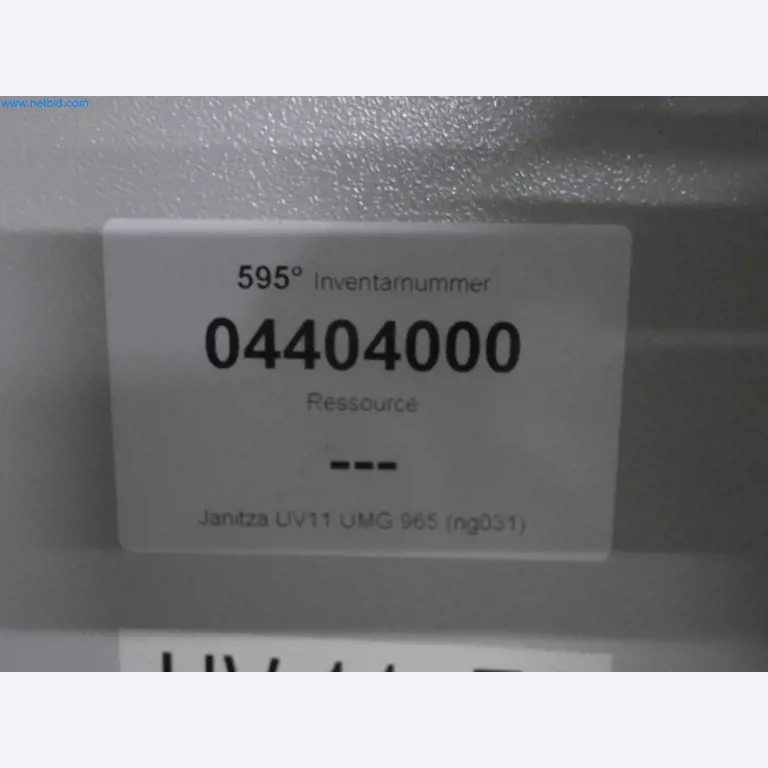 www.netbid.com
595° Inventarnummer
04404000
Ressource
---
Janitza UV11 UMG 965 (ng031)